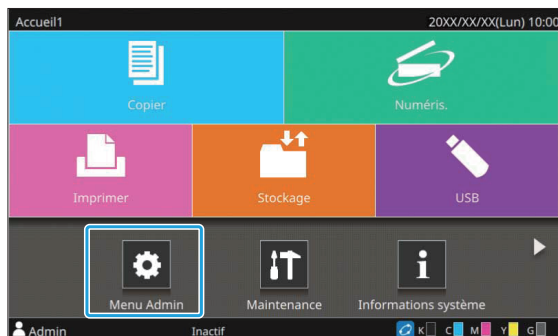 Accueil1 20XX/XX/XX(Lun) 10:00
Copier Numéris.
Imprimer Stockage USB
Menu Admin Maintenance Informations système
Admin Inactif K C M Y G